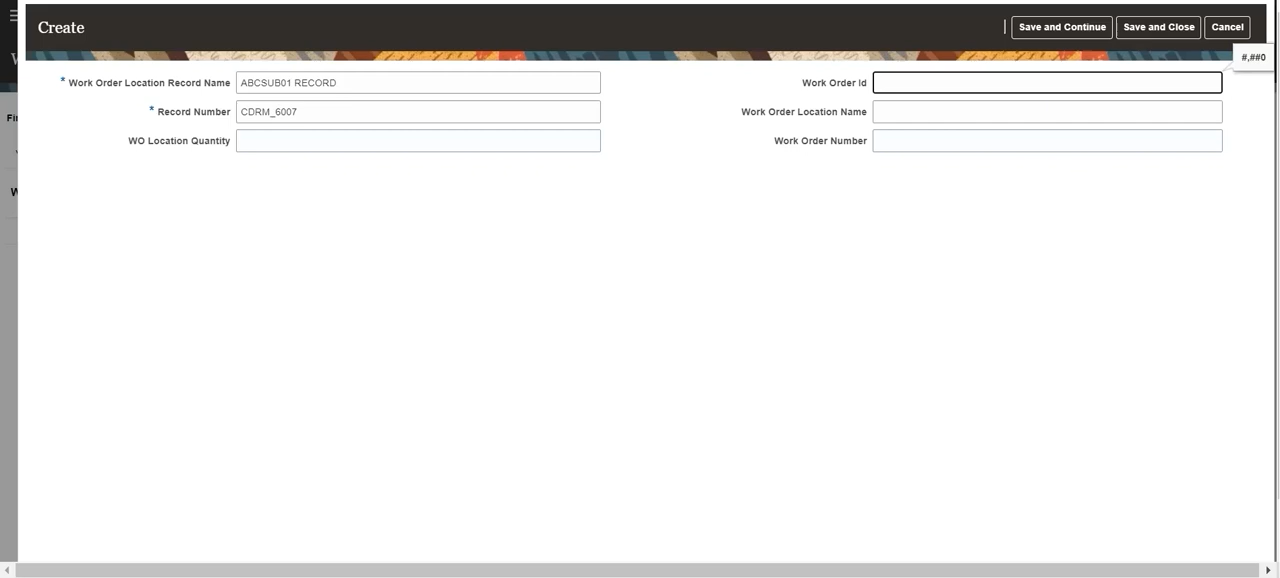 Create
Save and Continue
Save and Close
Cancel
#,##0
* Work Order Location Record Name
ABCSUB01 RECORD
Work Order Id
* Record Number
CDRM_6007
Work Order Location Name
WO Location Quantity
Work Order Number